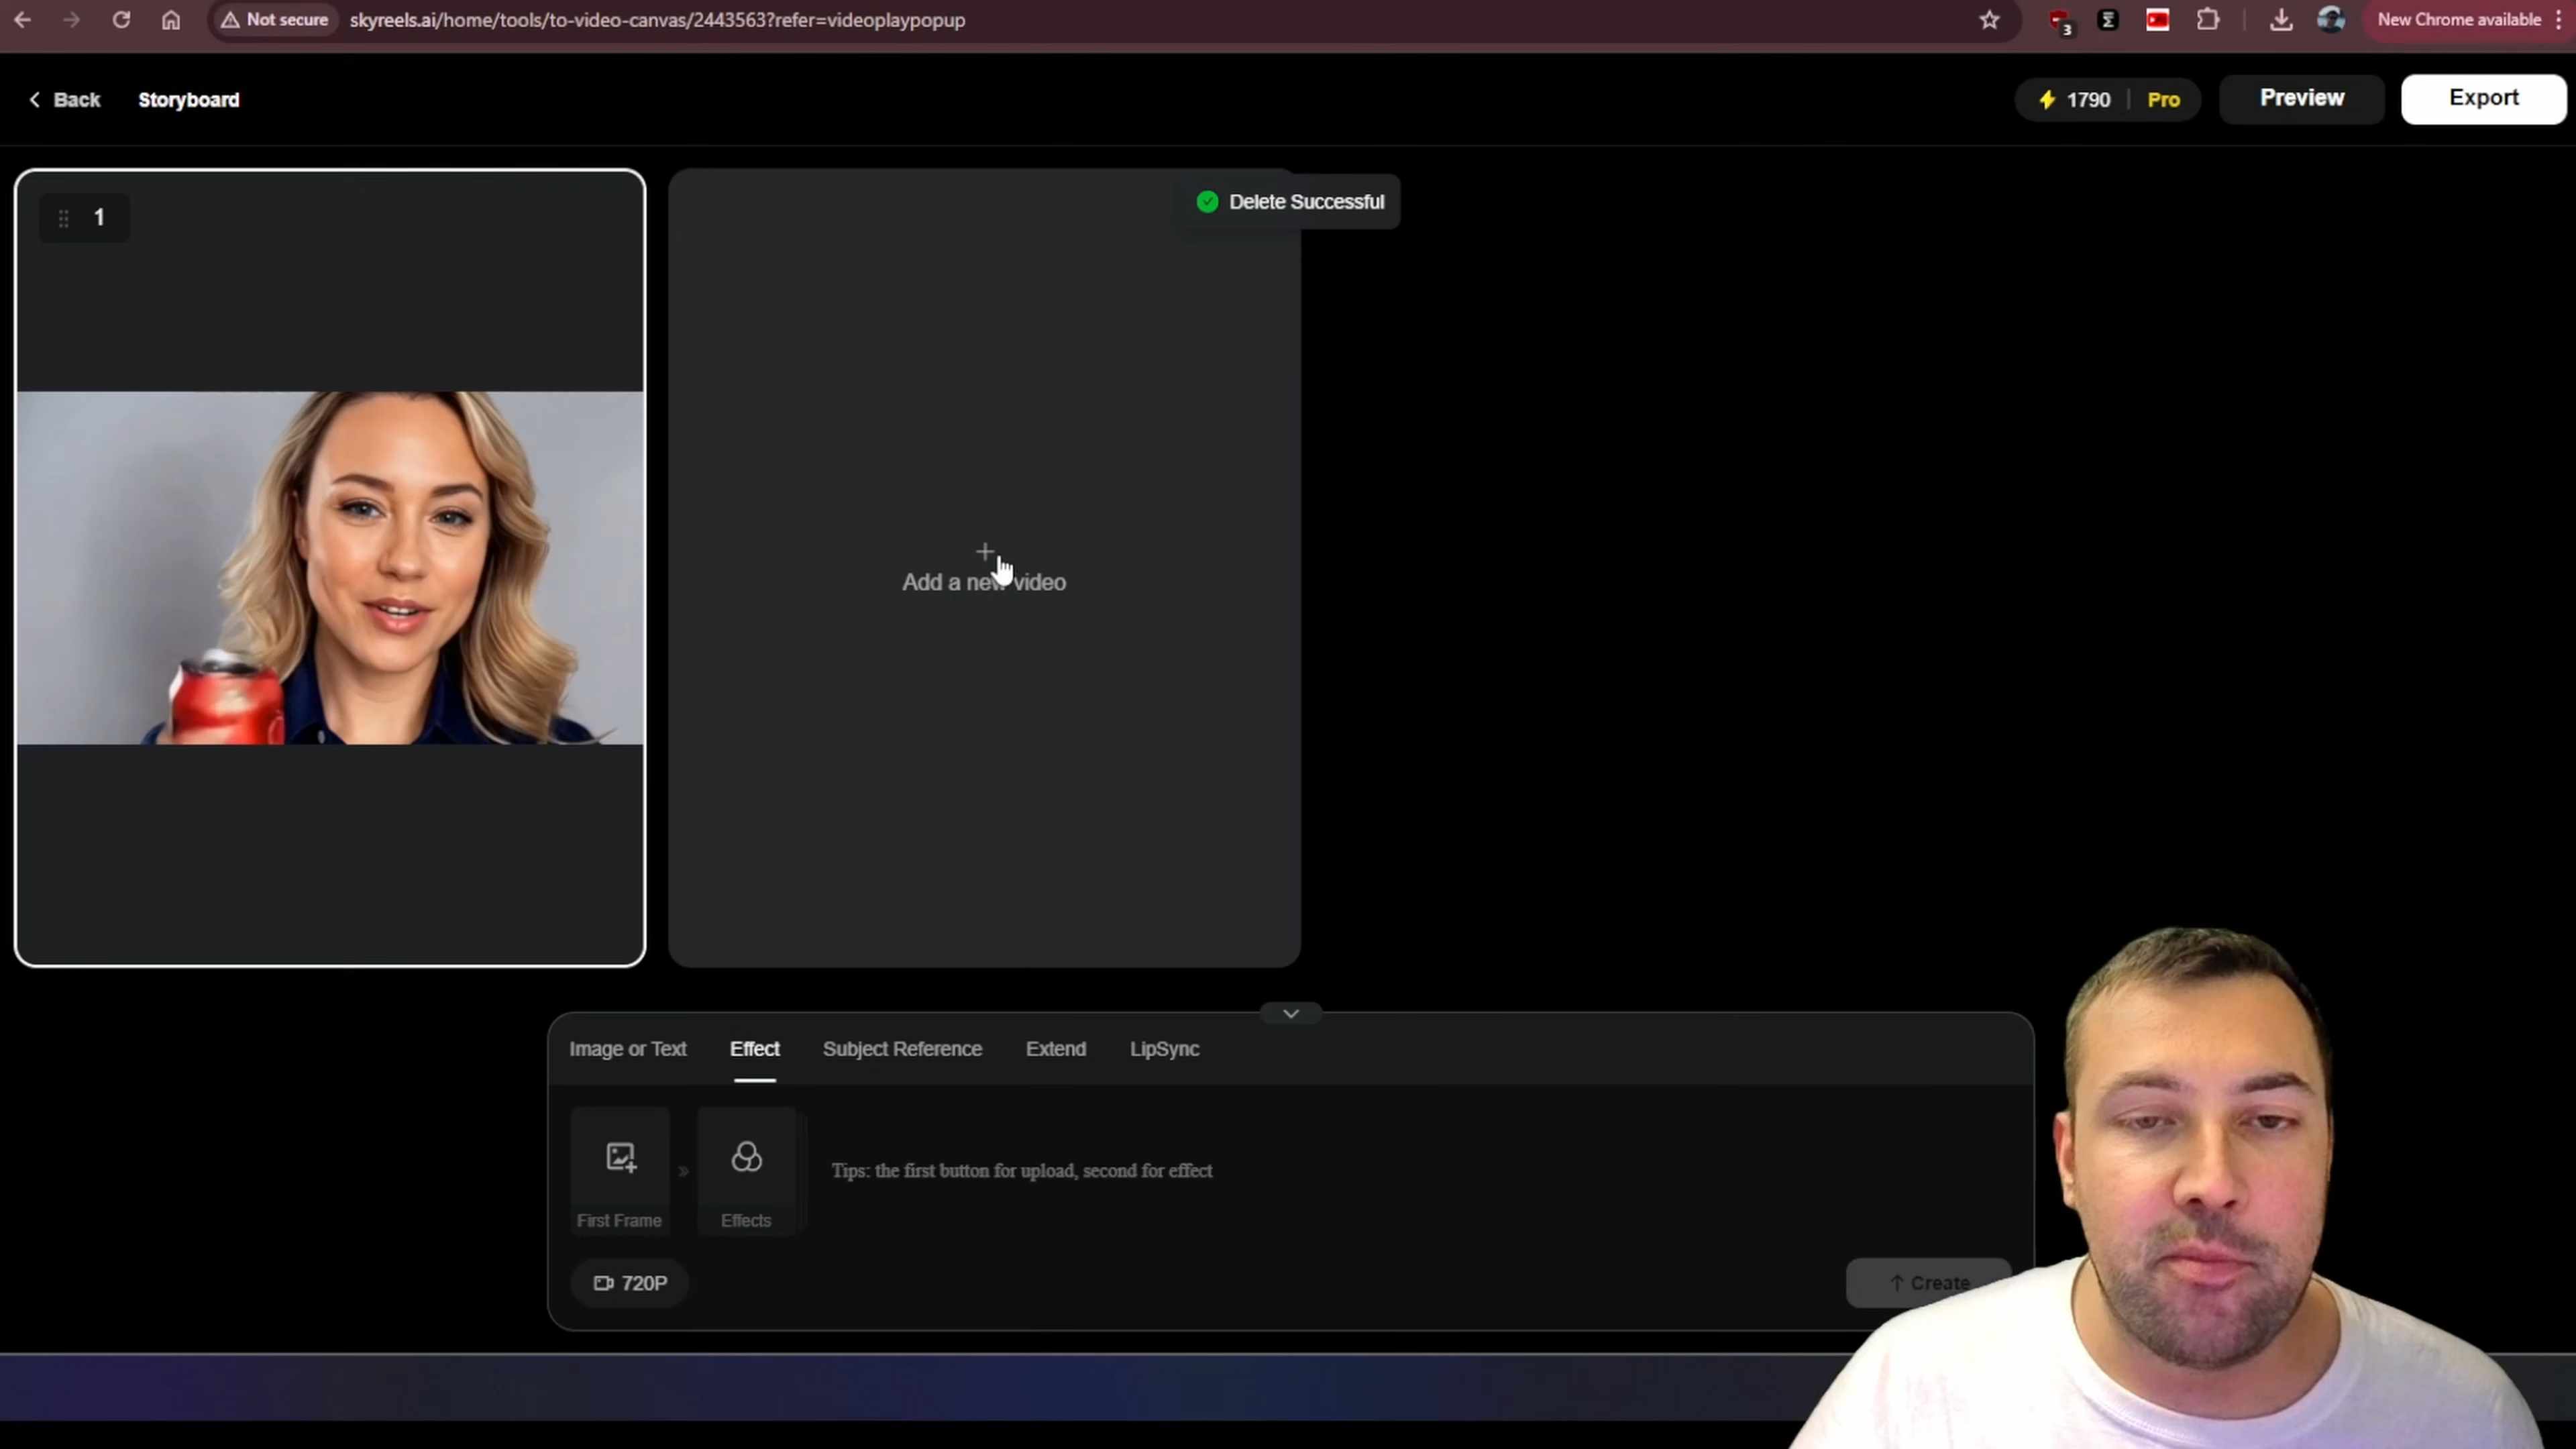 Not secure
skyreels.ai/home/tools/to-video-canvas/2443563?refer=videoplaypopup
3
New Chrome available
Back
Storyboard
1790
Pro
Preview
Export
1
Delete Successful
Add a new video
Image or Text
Effect
Subject Reference
Extend
LipSync
Tips: the first button for upload, second for effect
First Frame
Effects
720P
Create